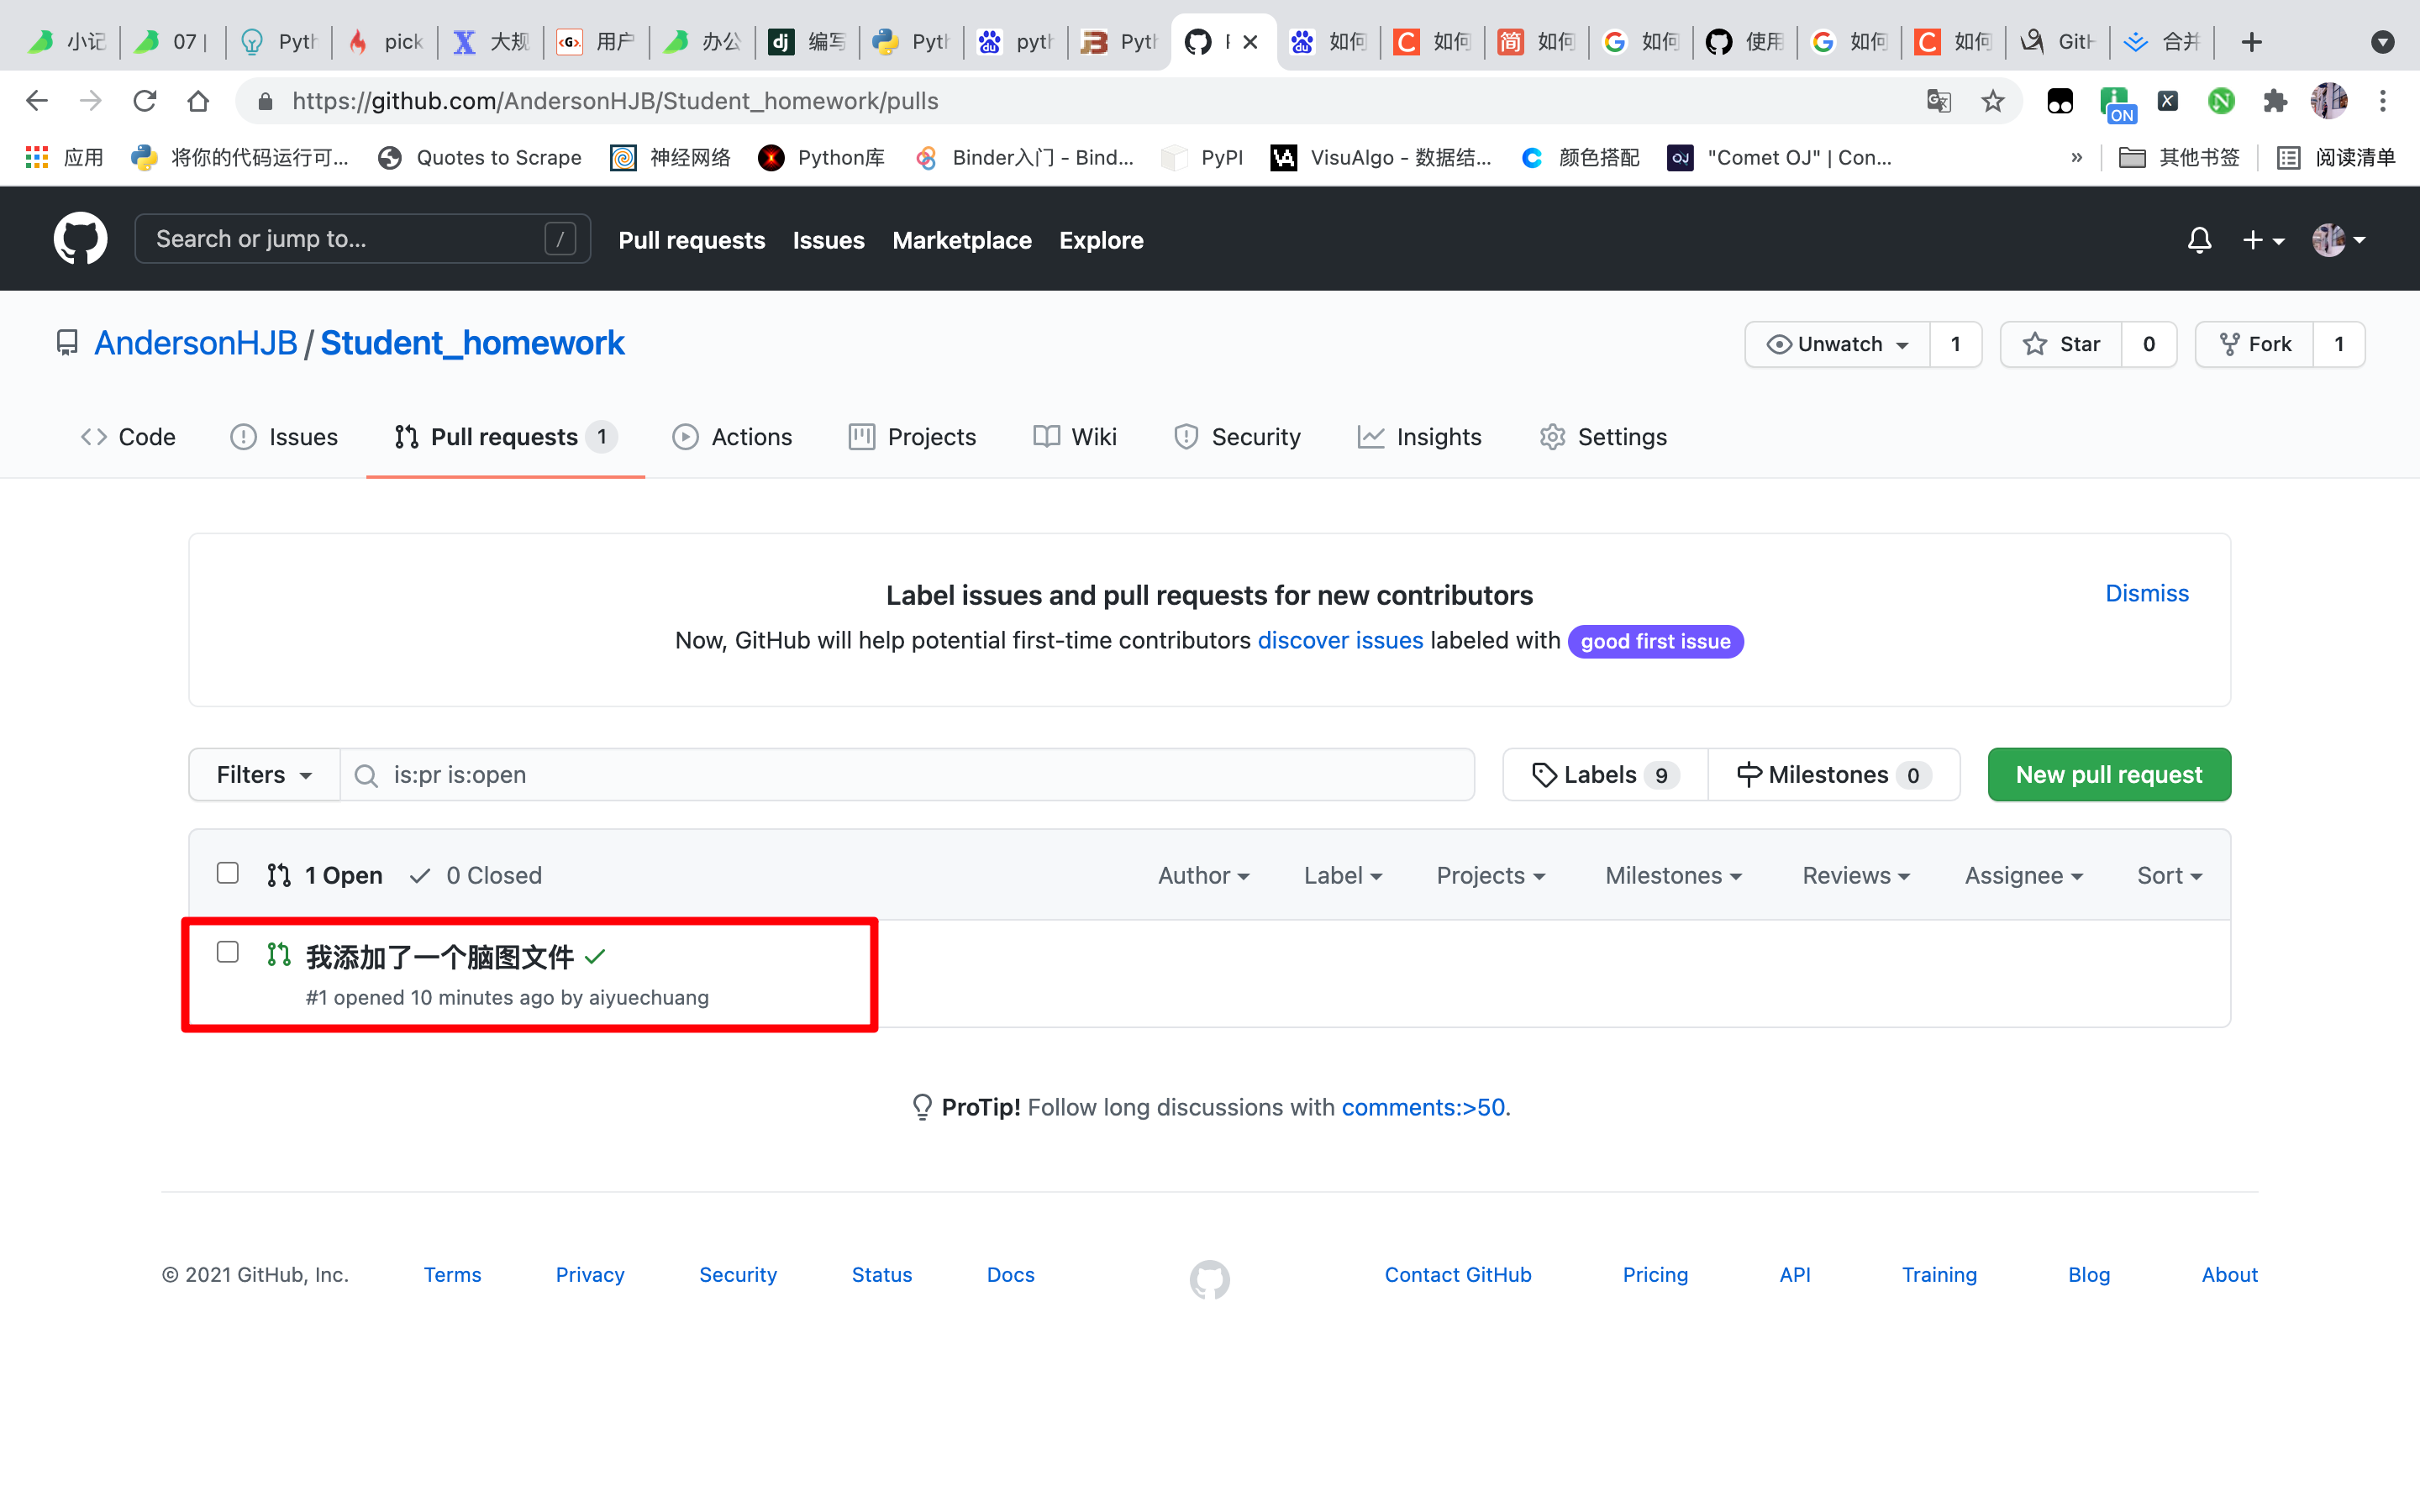 小记 07 | Pyth pick 大规 用户 办公 编写 Pyth pyth Pyth 如何 如何 如何 如何 使用 如何 如何 GitH 合并
https://github.com/AndersonHJB/Student_homework/pulls
ON
应用 将你的代码运行可... Quotes to Scrape 神经网络 Python库 Binder入门 - Bind... PyPI VisuAlgo - 数据结... 颜色搭配 "Comet OJ" | Con... » 其他书签 阅读清单
Search or jump to... / Pull requests Issues Marketplace Explore
AndersonHJB / Student_homework Unwatch 1 Star 0 Fork 1
Code Issues Pull requests 1 Actions Projects Wiki Security Insights Settings
Label issues and pull requests for new contributors Dismiss
Now, GitHub will help potential first-time contributors discover issues labeled with good first issue
Filters is:pr is:open Labels 9 Milestones 0 New pull request
1 Open 0 Closed Author Label Projects Milestones Reviews Assignee Sort
我添加了一个脑图文件
#1 opened 10 minutes ago by aiyuechuang
ProTip! Follow long discussions with comments:>50.
© 2021 GitHub, Inc. Terms Privacy Security Status Docs Contact GitHub Pricing API Training Blog About